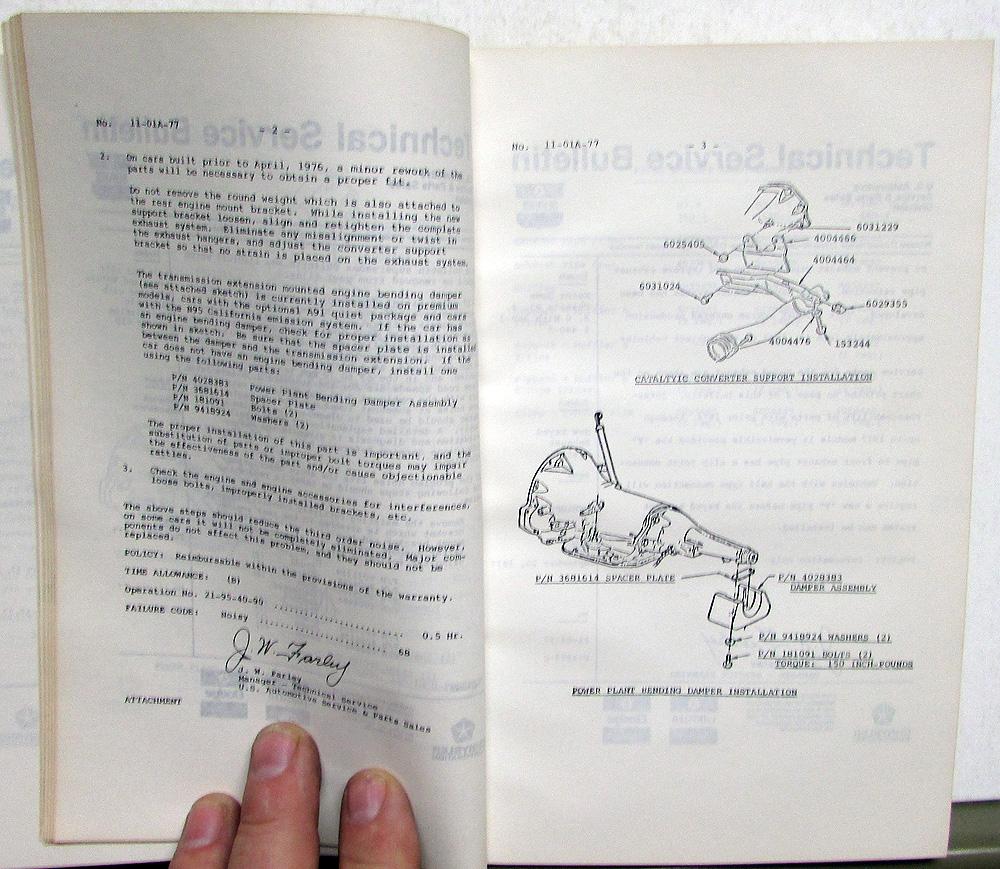 No. 11-01A-77
- 2 -
2. On cars built prior to April, 1976, a minor rework of the
parts will be necessary to obtain a proper fit.
Do not remove the round weight which is also attached to
the rear engine mount bracket. While installing the new
support bracket loosen, align and retighten the complete
exhaust system. Eliminate any misalignment or twist in
the exhaust hangers, and adjust the converter support
bracket so that no strain is placed on the exhaust system.
The transmission extension mounted engine bending damper
(see attached sketch) is currently installed on premium
models, cars with the optional A91 quiet package and cars
with the N95 California emission system. If the car has
an engine bending damper, check for proper installation as
shown in sketch. Be sure that the spacer plate is installed
between the damper and the transmission extension. If the
car does not have an engine bending damper, install one
using the following parts:
P/N 4028383 Power Plant Bending Damper Assembly
P/N 3681614 Spacer Plate
P/N 181091 Bolts (2)
P/N 9418924 Washers (2)
The proper installation of this part is important, and the
substitution of parts or improper bolt torques may impair
the effectiveness of the part and/or cause objectionable
rattles.
3. Check the engine and engine accessories for interferences,
loose bolts, improperly installed brackets, etc.
The above steps should reduce the third order noise. However,
on some cars it will not be completely eliminated. Major com-
ponents do not affect this problem, and they should not be
replaced.
POLICY: Reimbursable within the provisions of the warranty.
TIME ALLOWANCE: (B)
Operation No. 21-95-40-90 ........................ 0.5 Hr.
FAILURE CODE: Noisy ........................ 68
J. W. Farley
J. W. Farley
Manager - Technical Service
U.S. Automotive Service & Parts Sales
ATTACHMENT
No. 11-01A-77
3 -
6031229
4004466
6025405
4004464
6031024
6029355
4004476
153244
CATALTYIC CONVERTER SUPPORT INSTALLATION
P/N 3681614 SPACER PLATE
P/N 4028383
DAMPER ASSEMBLY
P/N 9418924 WASHERS (2)
P/N 181091 BOLTS (2)
TORQUE: 150 INCH-POUNDS
POWER PLANT BENDING DAMPER INSTALLATION